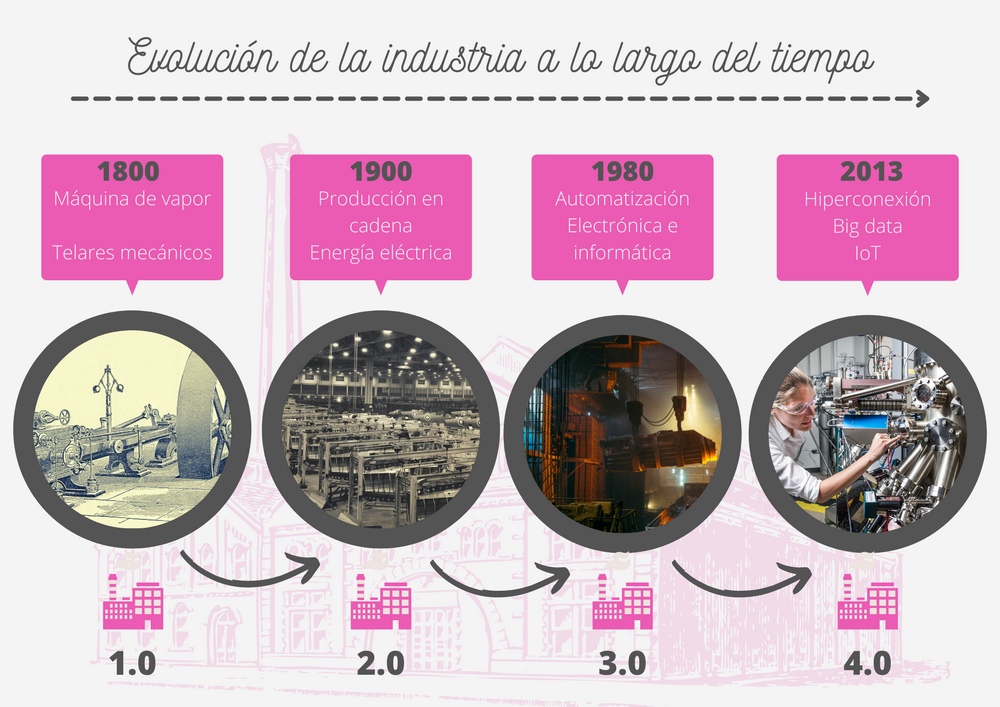 Evolución de la industria a lo largo del tiempo
1800
Máquina de vapor
Telares mecánicos
1900
Producción en
cadena
Energía eléctrica
1980
Automatización
Electrónica e
informática
2013
Hiperconexión
Big data
IoT
1.0
2.0
3.0
4.0